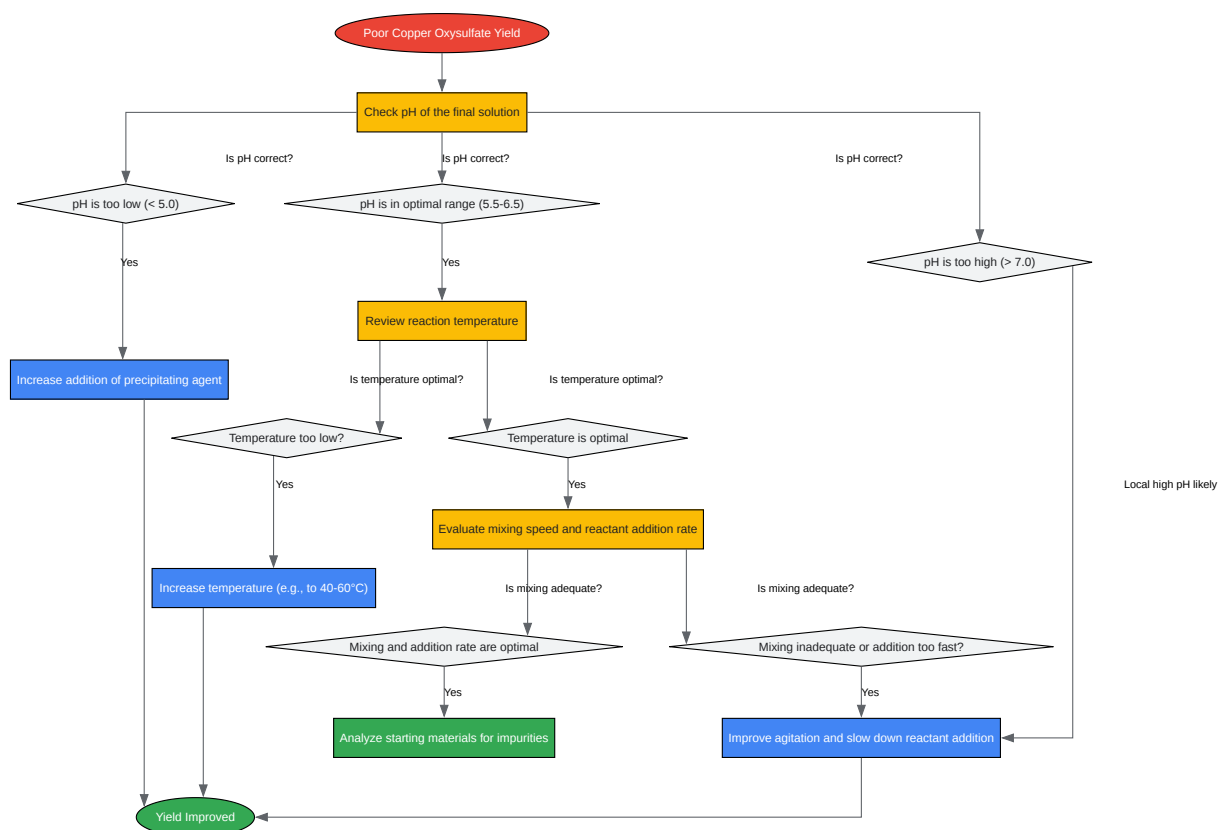 Poor Copper Oxysulfate Yield
Check pH of the final solution
Is pH correct?
Is pH correct?
Is pH correct?
pH is too low (< 5.0)
pH is in optimal range (5.5-6.5)
pH is too high (> 7.0)
Yes
Yes
Review reaction temperature
Increase addition of precipitating agent
Is temperature optimal?
Is temperature optimal?
Temperature too low?
Temperature is optimal
Yes
Yes
Local high pH likely
Evaluate mixing speed and reactant addition rate
Increase temperature (e.g., to 40-60°C)
Is mixing adequate?
Is mixing adequate?
Mixing and addition rate are optimal
Mixing inadequate or addition too fast?
Yes
Yes
Analyze starting materials for impurities
Improve agitation and slow down reactant addition
Yield Improved